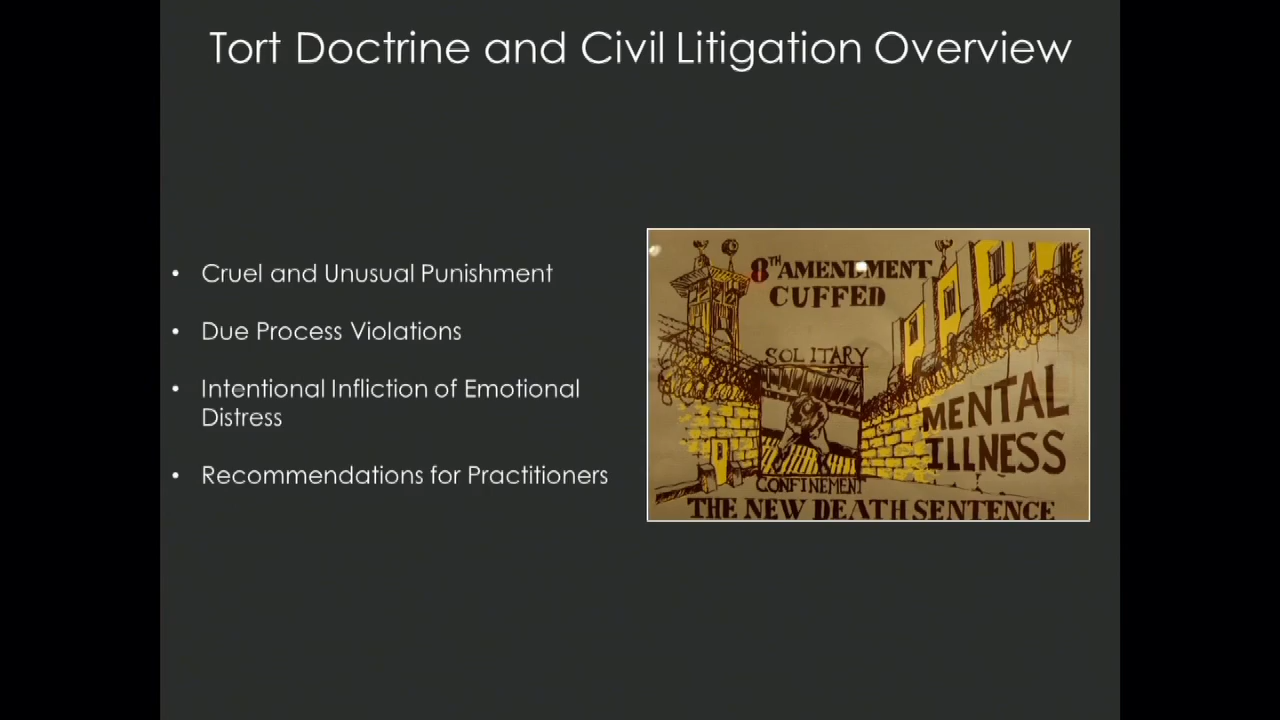 Tort Doctrine and Civil Litigation Overview
• Cruel and Unusual Punishment
• Due Process Violations
• Intentional Infliction of Emotional
Distress
• Recommendations for Practitioners
8TH AMENDMENT
CUFFED
SOLITARY
MENTAL
ILLNESS
CONFINEMENT
THE NEW DEATH SENTENCE